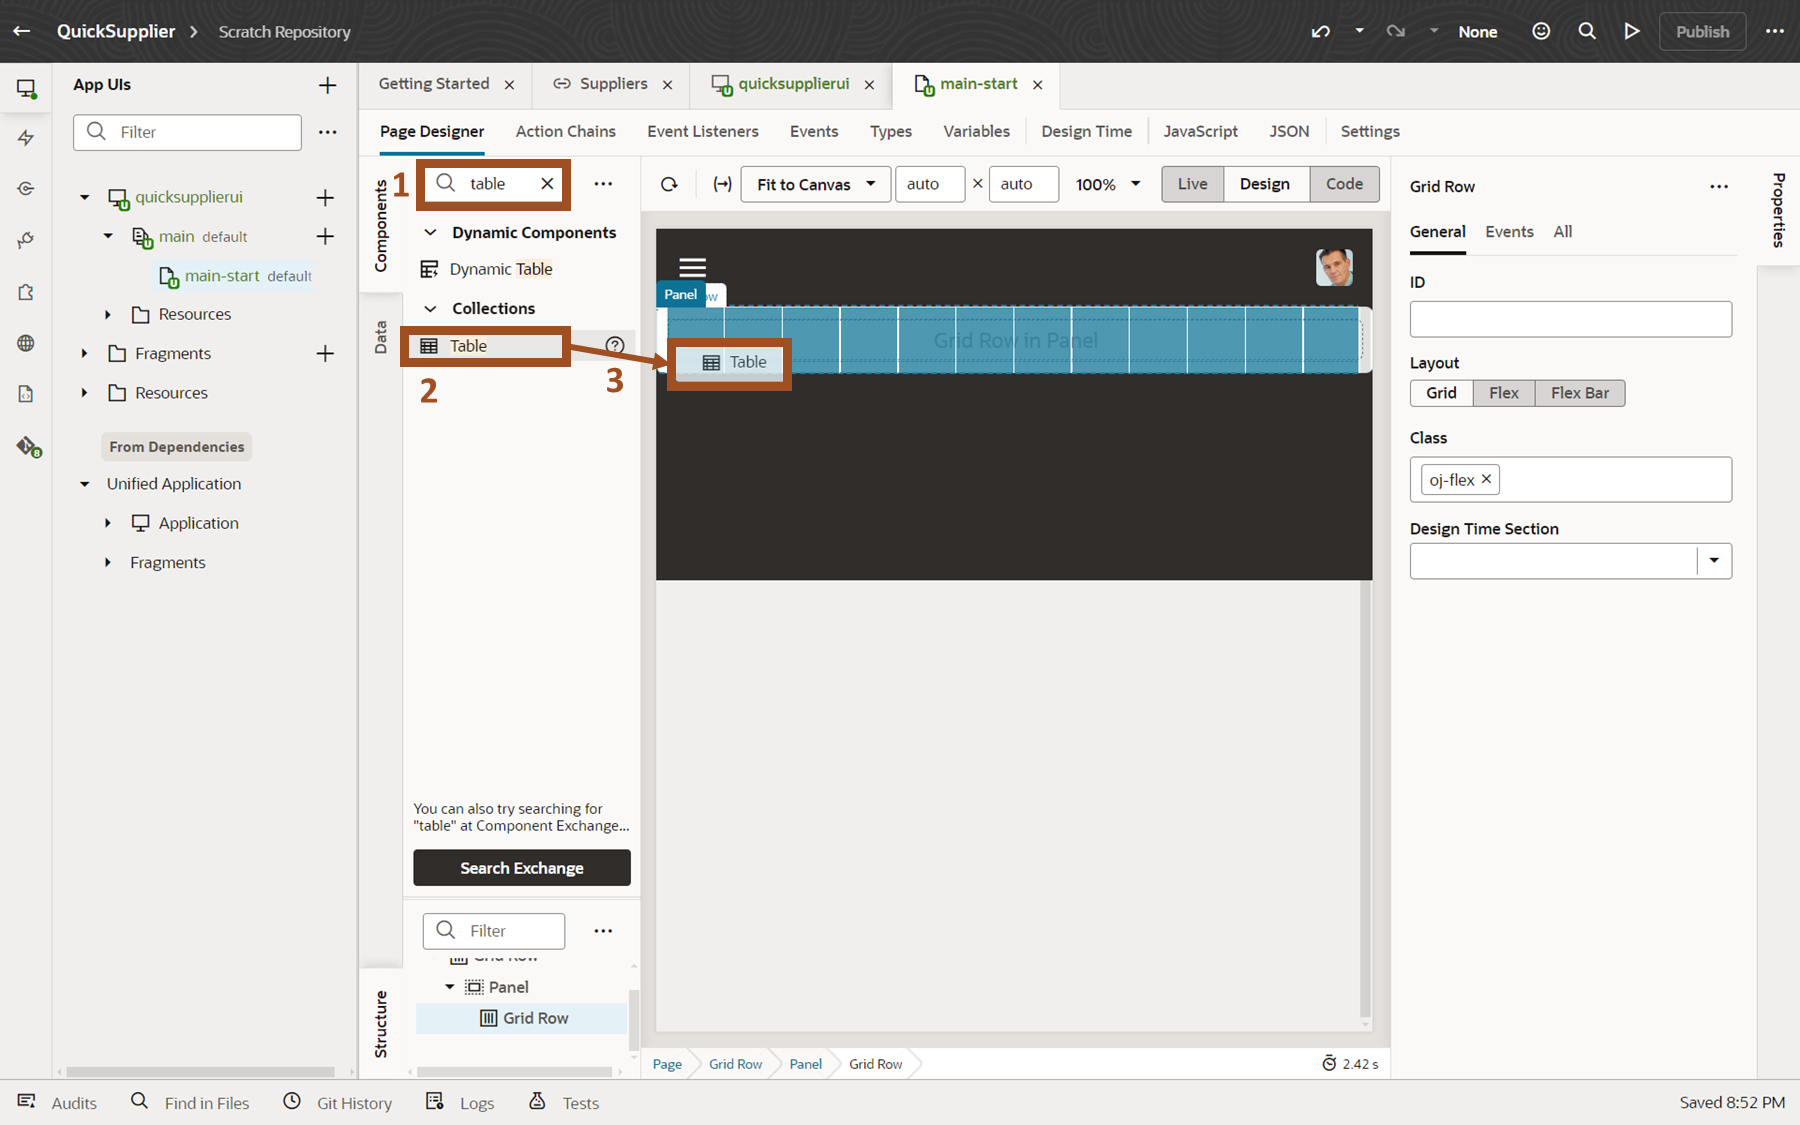 QuickSupplier
Scratch Repository
None
Publish
App UIs
Filter
quicksupplierui
main default
main-start default
Resources
Fragments
Resources
From Dependencies
Unified Application
Application
Fragments
Getting Started
Suppliers
quicksupplierui
main-start
Page Designer
Action Chains
Event Listeners
Events
Types
Variables
Design Time
JavaScript
JSON
Settings
Components
Data
1
table
Dynamic Components
Dynamic Table
Collections
Table
2
3
You can also try searching for
"table" at Component Exchange...
Search Exchange
Structure
Filter
Grid Row
Panel
Grid Row
Fit to Canvas
auto
×
auto
100%
Live
Design
Code
Panel
ow
Grid Row in Panel
Table
Page
Grid Row
Panel
Grid Row
2.42 s
Grid Row
Properties
General
Events
All
ID
Layout
Grid
Flex
Flex Bar
Class
oj-flex
Design Time Section
8
Audits
Find in Files
Git History
Logs
Tests
Saved 8:52 PM